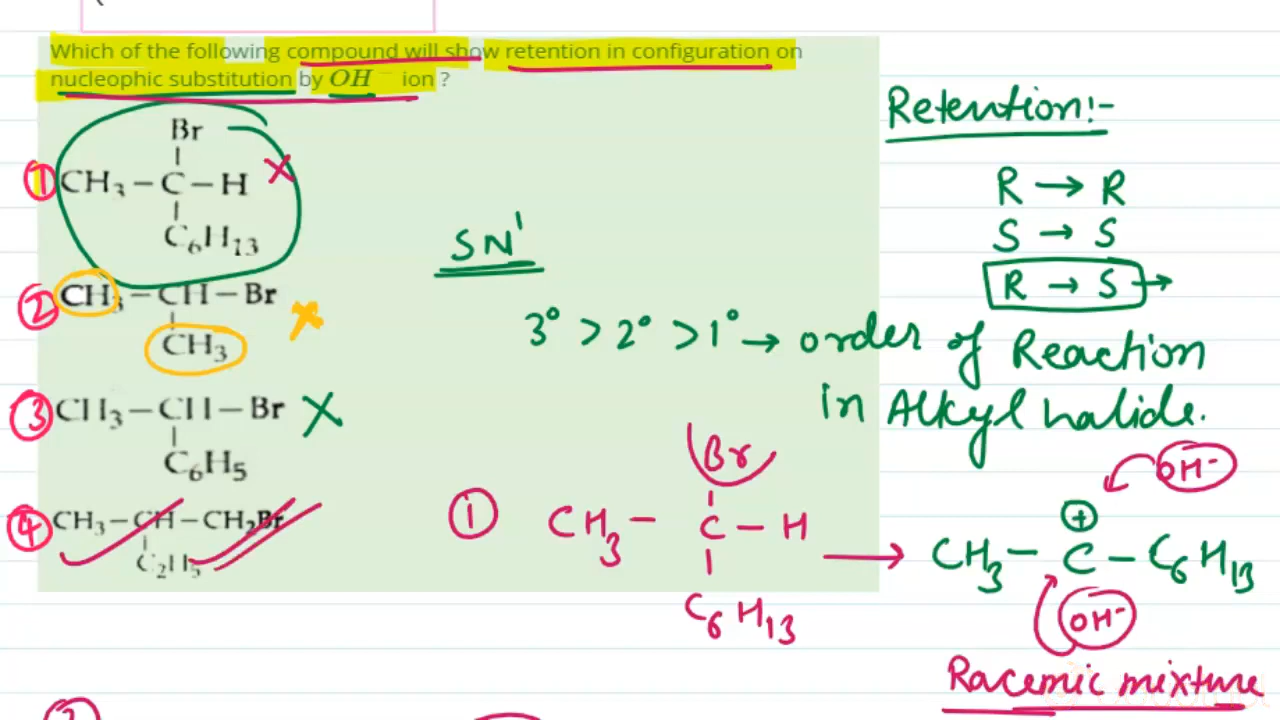 Which of the following compound will show retention in configuration on
nucleophic substitution by OH⁻ ion ?
Retention:-
R → R
S → S
R → S →
① Br
CH₃ – C – H ×
C₆H₁₃
② CH₃ – CH – Br ×
CH₃
③ CH₃ – CH – Br ×
C₆H₅
④ CH₃ – CH – CH₂Br
C₂H₅
SN¹
3° > 2° > 1° → order of Reaction
in Alkyl halide.
① Br
CH₃ – C – H →
C₆H₁₃
OH⁻
+
CH₃ – C – C₆H₁₃
OH⁻
Racemic mixture